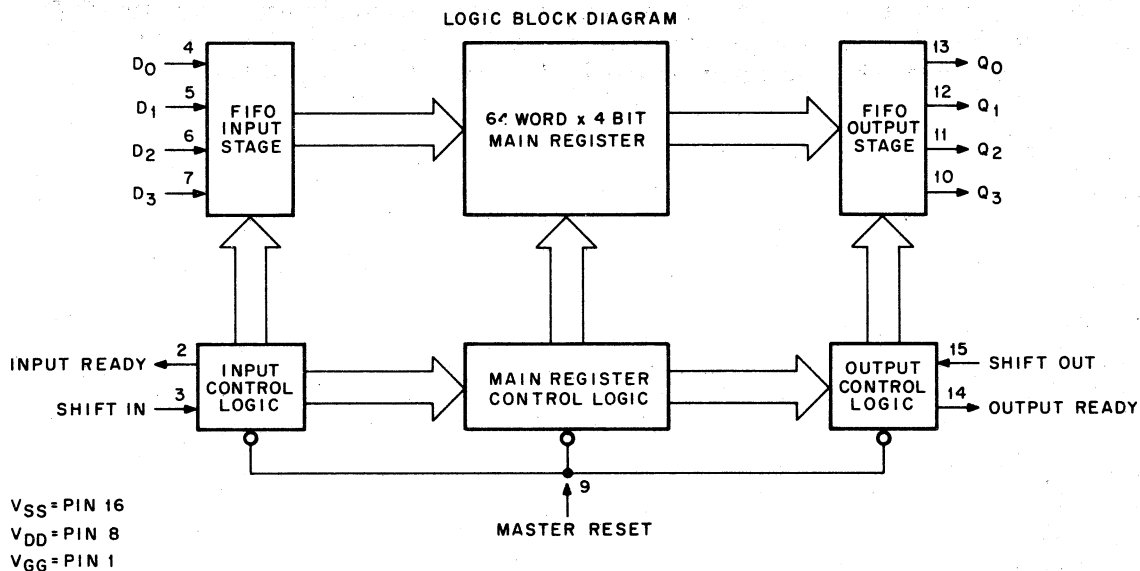 LOGIC BLOCK DIAGRAM
D0
4
D1
5
D2
6
D3
7
FIFO
INPUT
STAGE
64 WORD x 4 BIT
MAIN REGISTER
FIFO
OUTPUT
STAGE
13
Q0
12
Q1
11
Q2
10
Q3
INPUT READY
2
SHIFT IN
3
INPUT
CONTROL
LOGIC
MAIN REGISTER
CONTROL LOGIC
OUTPUT
CONTROL
LOGIC
15
SHIFT OUT
14
OUTPUT READY
9
MASTER RESET
VSS = PIN 16
VDD = PIN 8
VGG = PIN 1